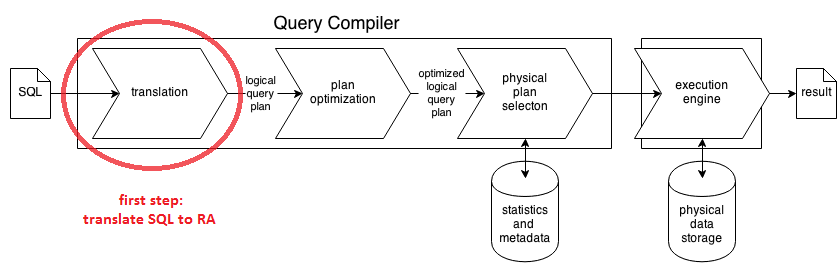 Query Compiler
SQL
translation
logical
query
plan
plan
optimization
optimized
logical
query
plan
physical
plan
selecton
execution
engine
result
first step:
translate SQL to RA
statistics
and
metadata
physical
data
storage